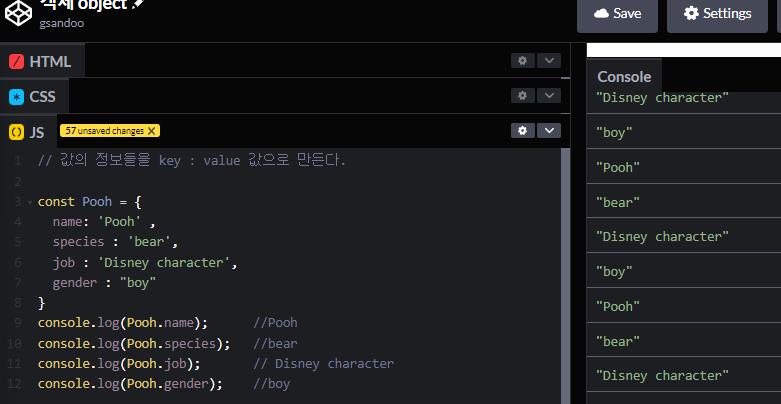 객체 object
gsandoo
Save
Settings
HTML
CSS
JS
57 unsaved changes X
1 // 값의 정보들을 key : value 값으로 만든다.
2
3 const Pooh = {
4 name: 'Pooh' ,
5 species : 'bear',
6 job : 'Disney character',
7 gender : "boy"
8 }
9 console.log(Pooh.name); //Pooh
10 console.log(Pooh.species); //bear
11 console.log(Pooh.job); // Disney character
12 console.log(Pooh.gender); //boy
Console
"Disney character"
"boy"
"Pooh"
"bear"
"Disney character"
"boy"
"Pooh"
"bear"
"Disney character"